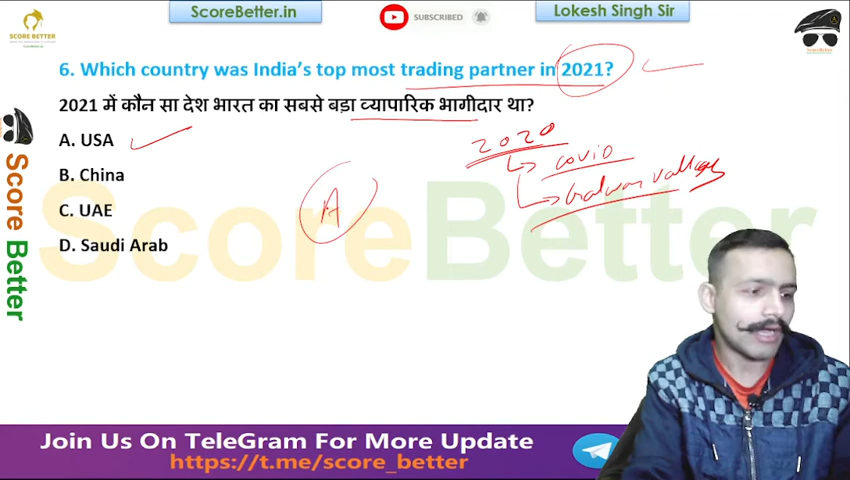 ScoreBetter.in
SUBSCRIBED
Lokesh Singh Sir
SCORE BETTER
6. Which country was India's top most trading partner in 2021?
2021 में कौन सा देश भारत का सबसे बड़ा व्यापारिक भागीदार था?
A. USA
B. China
C. UAE
D. Saudi Arab
2020
covid
Galwan valley
A
Score Better
ScoreBetter
Join Us On TeleGram For More Update
https://t.me/score_better